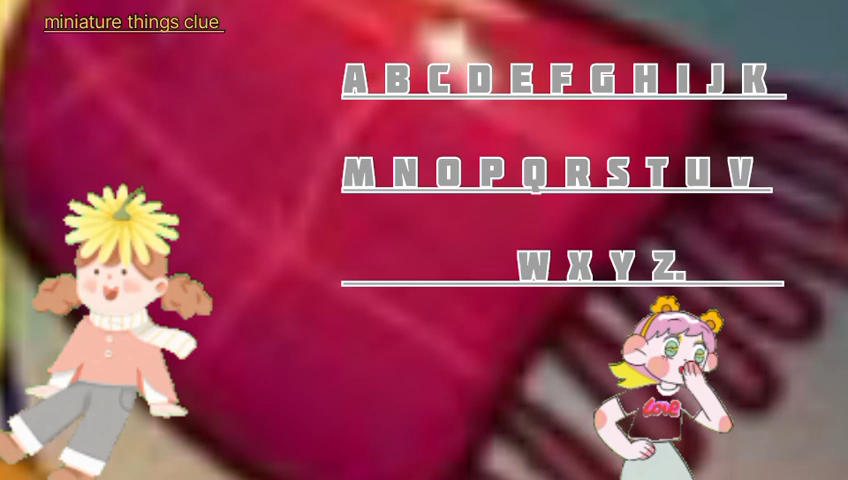 miniature things clue
A B C D E F G H I J K
M N O P Q R S T U V
W X Y Z.
Love